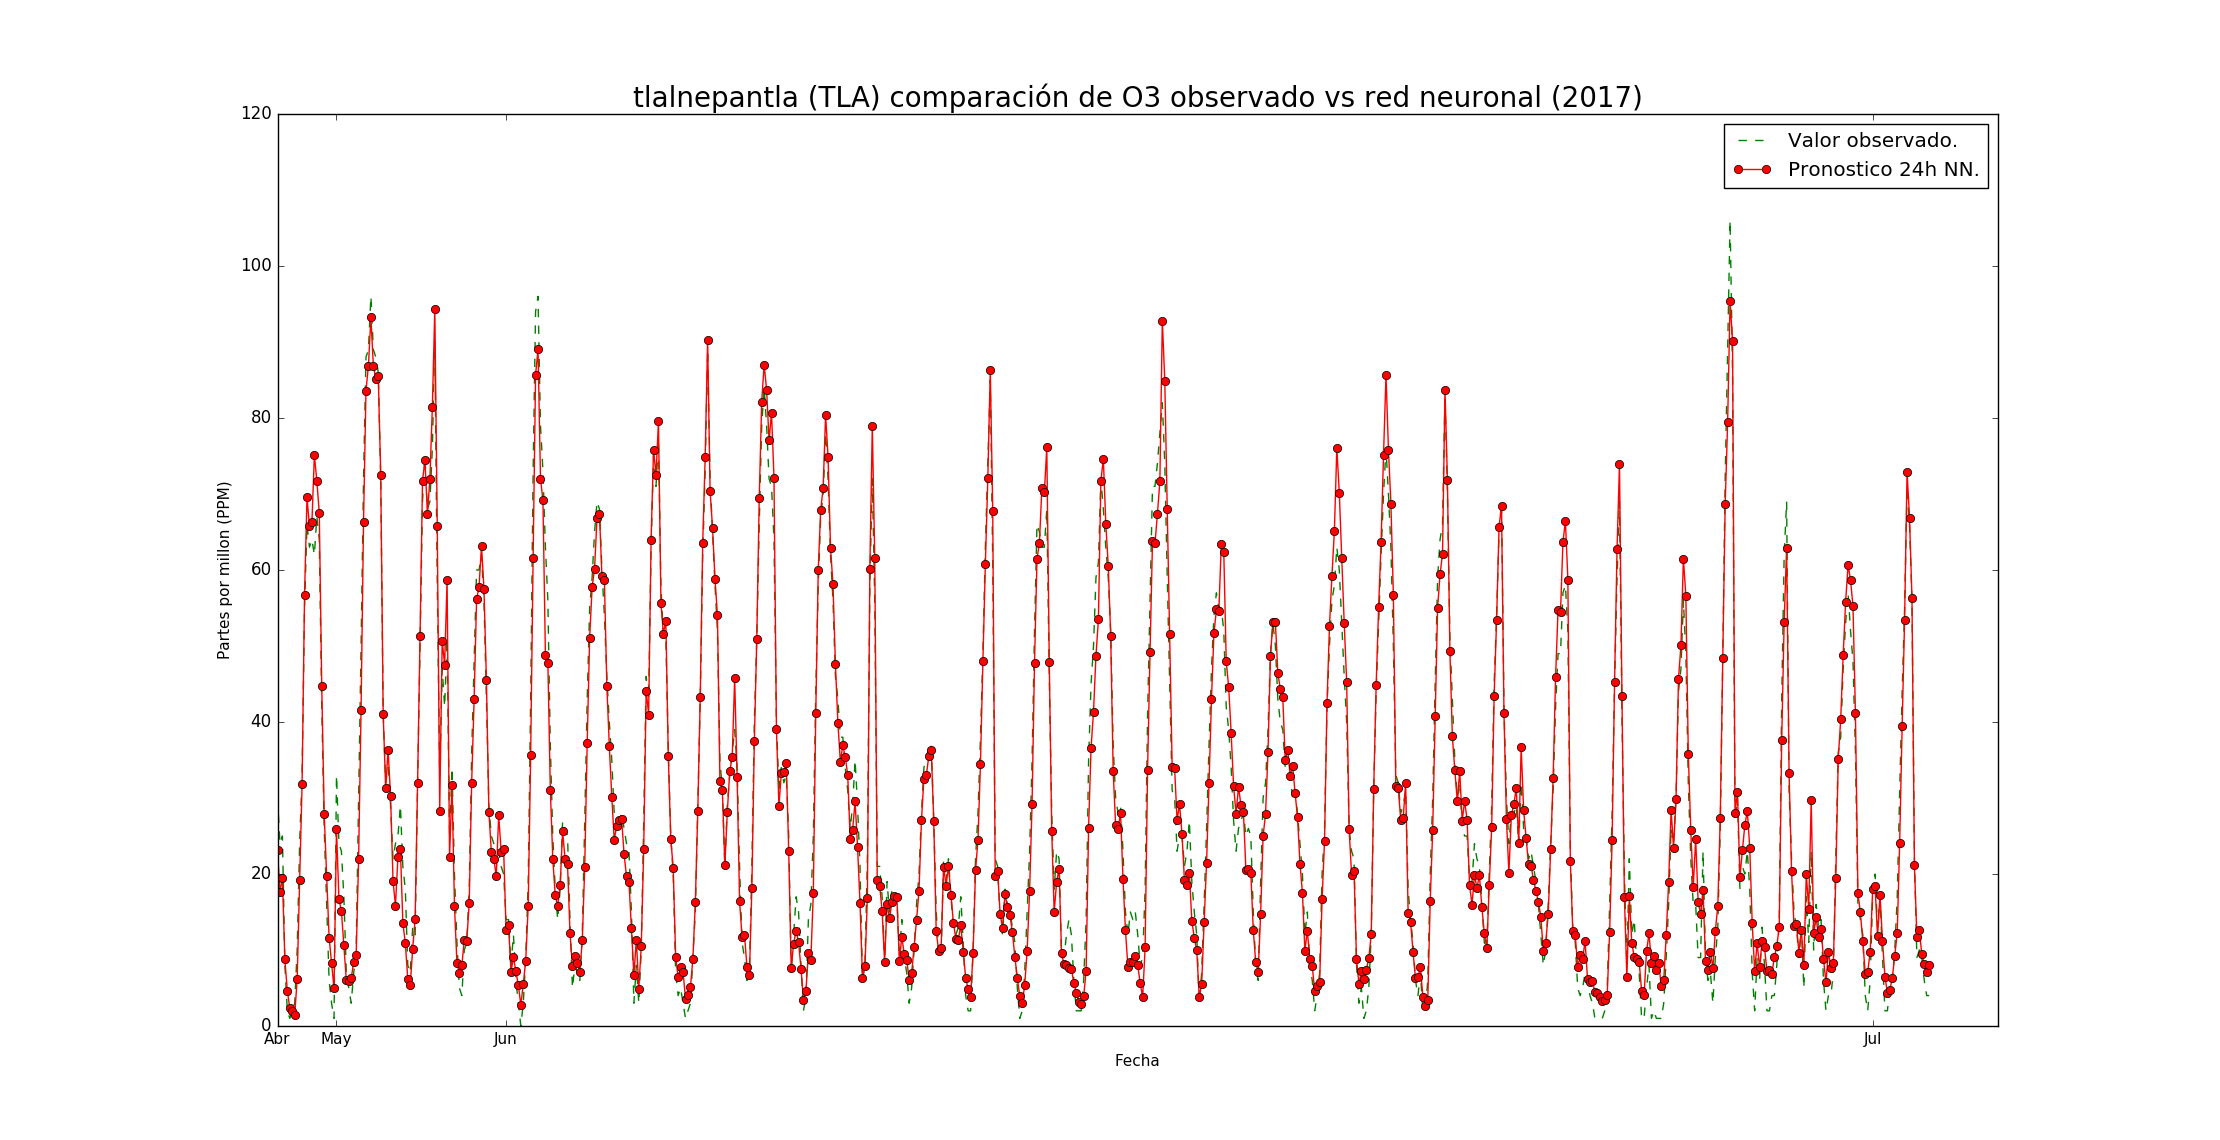 tlalnepantla (TLA) comparación de O3 observado vs red neuronal (2017)
120
100
80
60
40
20
0
Partes por millon (PPM)
Valor observado.
Pronostico 24h NN.
Abr May Jun Jul
Fecha